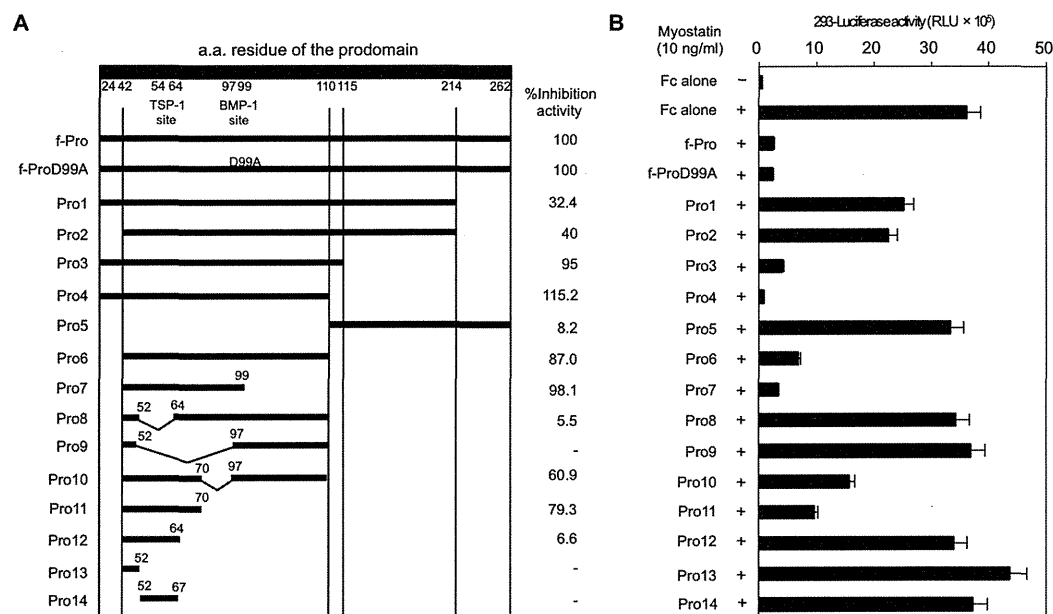 A
a.a. residue of the prodomain
24 42 54 64 97 99 110 115 214 262
TSP-1 site
BMP-1 site
%Inhibition activity
f-Pro 100
f-ProD99A D99A 100
Pro1 32.4
Pro2 40
Pro3 95
Pro4 115.2
Pro5 8.2
Pro6 87.0
Pro7 99 98.1
Pro8 52 64 5.5
Pro9 52 97 -
Pro10 70 97 60.9
Pro11 70 79.3
Pro12 64 6.6
Pro13 52 -
Pro14 52 67 -
B
293-Luciferase activity (RLU × 10⁵)
Myostatin (10 ng/ml)
0 10 20 30 40 50
Fc alone −
Fc alone +
f-Pro +
f-ProD99A +
Pro1 +
Pro2 +
Pro3 +
Pro4 +
Pro5 +
Pro6 +
Pro7 +
Pro8 +
Pro9 +
Pro10 +
Pro11 +
Pro12 +
Pro13 +
Pro14 +